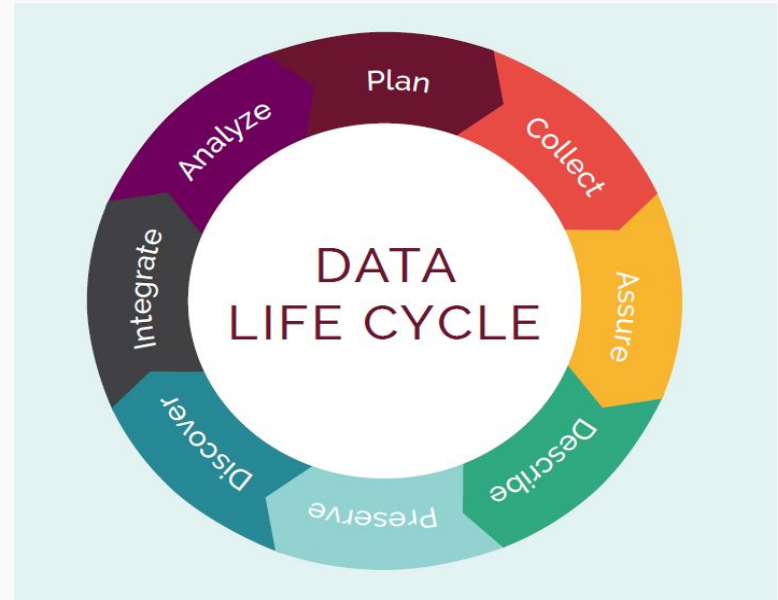 Plan
Collect
Assure
Describe
Preserve
Discover
Integrate
Analyze
DATA
LIFE CYCLE